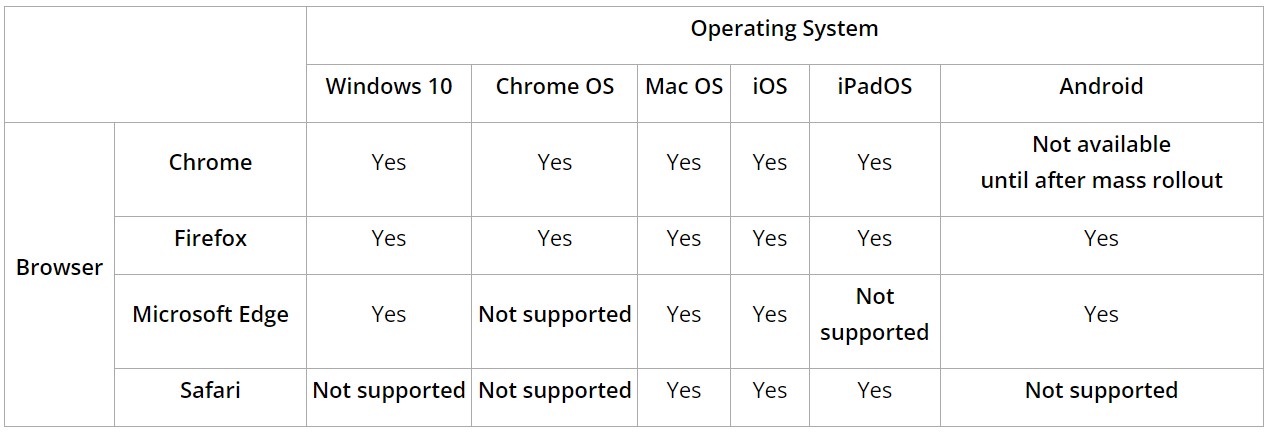 Operating System
Windows 10 Chrome OS Mac OS iOS iPadOS Android
Browser
Chrome Yes Yes Yes Yes Yes Not available
until after mass rollout
Firefox Yes Yes Yes Yes Yes Yes
Microsoft Edge Yes Not supported Yes Yes Not
supported Yes
Safari Not supported Not supported Yes Yes Yes Not supported